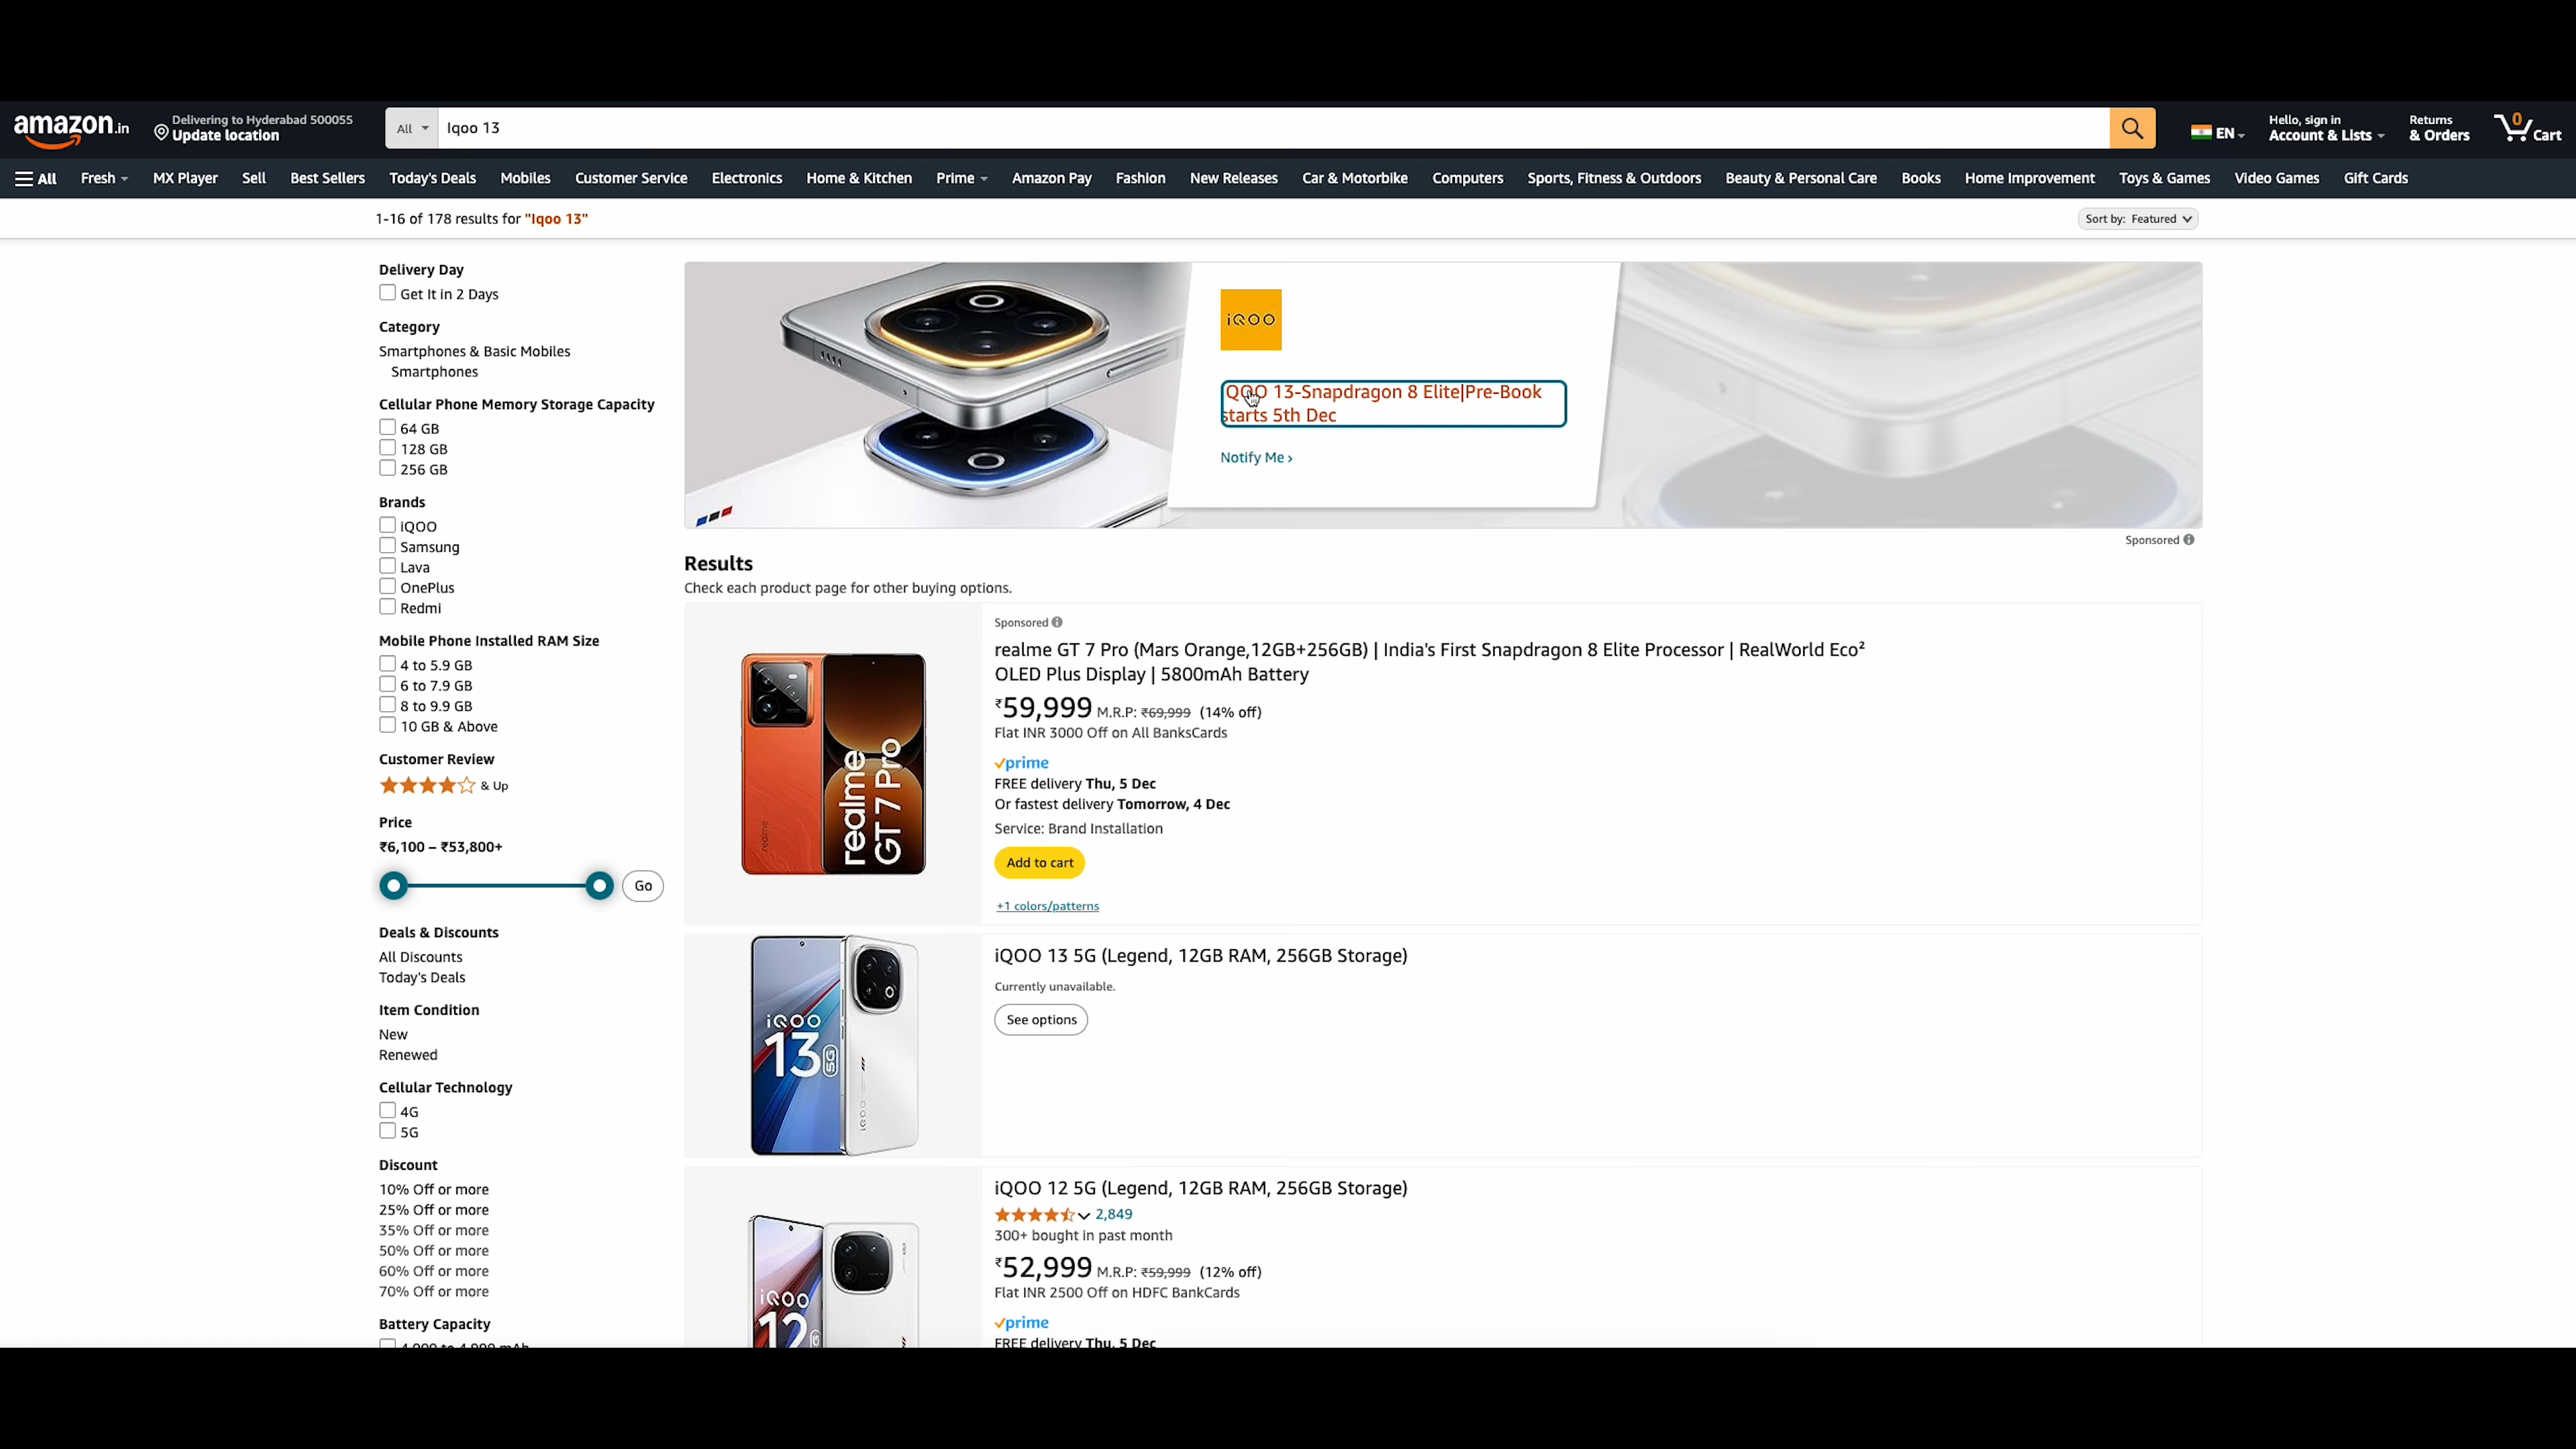 amazon.in
Delivering to Hyderabad 500055
Update location
All
Iqoo 13
EN
Hello, sign in
Account & Lists
Returns
& Orders
0
Cart
All
Fresh
MX Player
Sell
Best Sellers
Today's Deals
Mobiles
Customer Service
Electronics
Home & Kitchen
Prime
Amazon Pay
Fashion
New Releases
Car & Motorbike
Computers
Sports, Fitness & Outdoors
Beauty & Personal Care
Books
Home Improvement
Toys & Games
Video Games
Gift Cards
1-16 of 178 results for "Iqoo 13"
Sort by: Featured
Delivery Day
Get It in 2 Days
Category
Smartphones & Basic Mobiles
Smartphones
Cellular Phone Memory Storage Capacity
64 GB
128 GB
256 GB
Brands
iQOO
Samsung
Lava
OnePlus
Redmi
Mobile Phone Installed RAM Size
4 to 5.9 GB
6 to 7.9 GB
8 to 9.9 GB
10 GB & Above
Customer Review
& Up
Price
₹6,100 – ₹53,800+
Go
Deals & Discounts
All Discounts
Today's Deals
Item Condition
New
Renewed
Cellular Technology
4G
5G
Discount
10% Off or more
25% Off or more
35% Off or more
50% Off or more
60% Off or more
70% Off or more
Battery Capacity
iQOO
QOO 13-Snapdragon 8 Elite|Pre-Book
starts 5th Dec
Notify Me ›
Sponsored
Results
Check each product page for other buying options.
realme
GT 7 Pro
realme
Sponsored
realme GT 7 Pro (Mars Orange,12GB+256GB) | India's First Snapdragon 8 Elite Processor | RealWorld Eco²
OLED Plus Display | 5800mAh Battery
₹59,999 M.R.P: ₹69,999 (14% off)
Flat INR 3000 Off on All BanksCards
prime
FREE delivery Thu, 5 Dec
Or fastest delivery Tomorrow, 4 Dec
Service: Brand Installation
Add to cart
+1 colors/patterns
iQOO
13 5G
iQOO
iQOO 13 5G (Legend, 12GB RAM, 256GB Storage)
Currently unavailable.
See options
iQOO
12
iQOO 12 5G (Legend, 12GB RAM, 256GB Storage)
2,849
300+ bought in past month
₹52,999 M.R.P: ₹59,999 (12% off)
Flat INR 2500 Off on HDFC BankCards
prime
FREE delivery Thu, 5 Dec